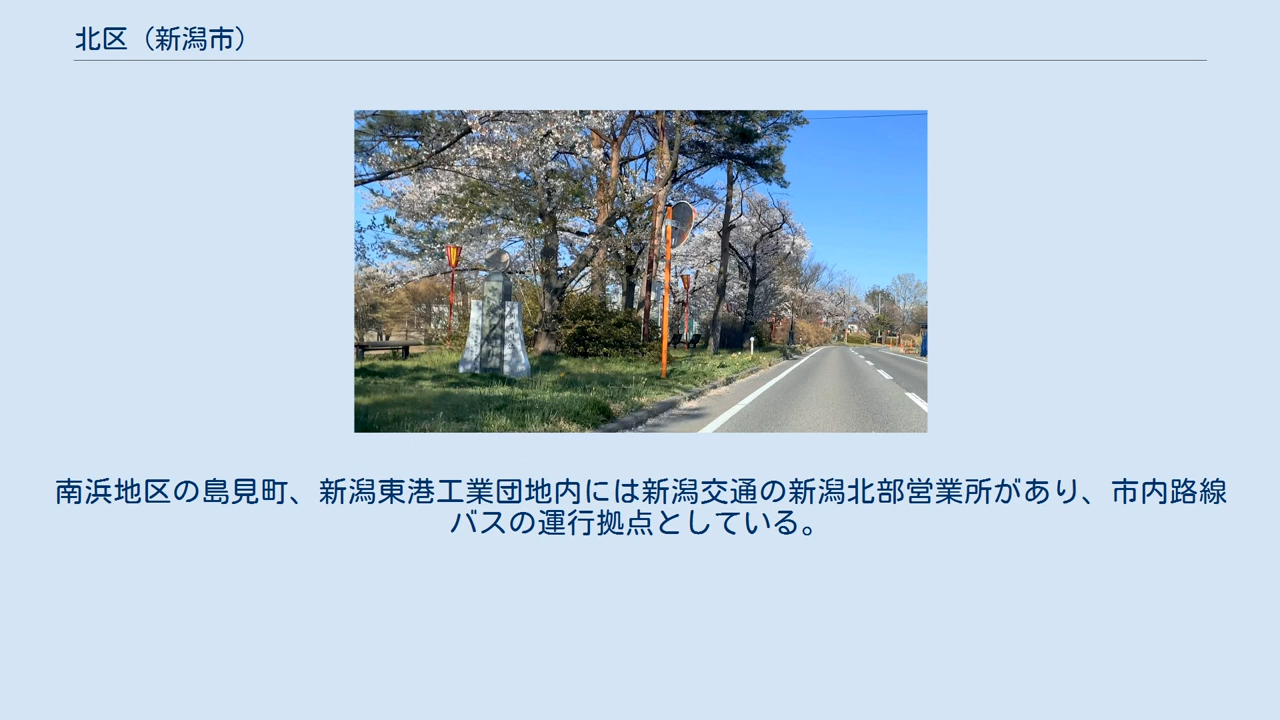 北区（新潟市）
南浜地区の島見町、新潟東港工業団地内には新潟交通の新潟北部営業所があり、市内路線
バスの運行拠点としている。